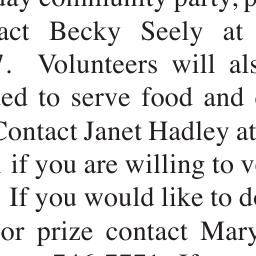 community party, p
act Becky Seely at
7. Volunteers will als
ed to serve food and
Contact Janet Hadley at
if you are willing to v
If you would like to d
or prize contact Mary